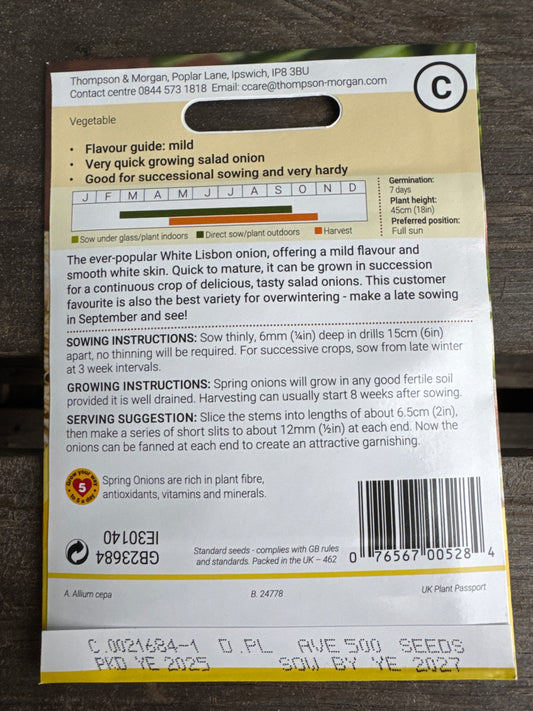 Thompson & Morgan, Poplar Lane, Ipswich, IP8 3BU
Contact centre 0844 573 1818 Email: ccare@thompson-morgan.com
C
Vegetable
• Flavour guide: mild
• Very quick growing salad onion
• Good for successional sowing and very hardy
J F M A M J J A S O N D
Sow under glass/plant indoors Direct sow/plant outdoors Harvest
Germination:
7 days
Plant height:
45cm (18in)
Preferred position:
Full sun
The ever-popular White Lisbon onion, offering a mild flavour and
smooth white skin. Quick to mature, it can be grown in succession
for a continuous crop of delicious, tasty salad onions. This customer
favourite is also the best variety for overwintering - make a late sowing
in September and see!
SOWING INSTRUCTIONS: Sow thinly, 6mm (¼in) deep in drills 15cm (6in)
apart, no thinning will be required. For successive crops, sow from late winter
at 3 week intervals.
GROWING INSTRUCTIONS: Spring onions will grow in any good fertile soil
provided it is well drained. Harvesting can usually start 8 weeks after sowing.
SERVING SUGGESTION: Slice the stems into lengths of about 6.5cm (2in),
then make a series of short slits to about 12mm (½in) at each end. Now the
onions can be fanned at each end to create an attractive garnishing.
Grow your way
5
to 5 a day
Spring Onions are rich in plant fibre,
antioxidants, vitamins and minerals.
IE30140
GB23684
Standard seeds - complies with GB rules
and standards. Packed in the UK – 462
0 76567 00528 4
A. Allium cepa
B. 24778
UK Plant Passport
C.0021684-1 D.PL AVE 500 SEEDS
PKD YE 2025 SOW BY YE 2027